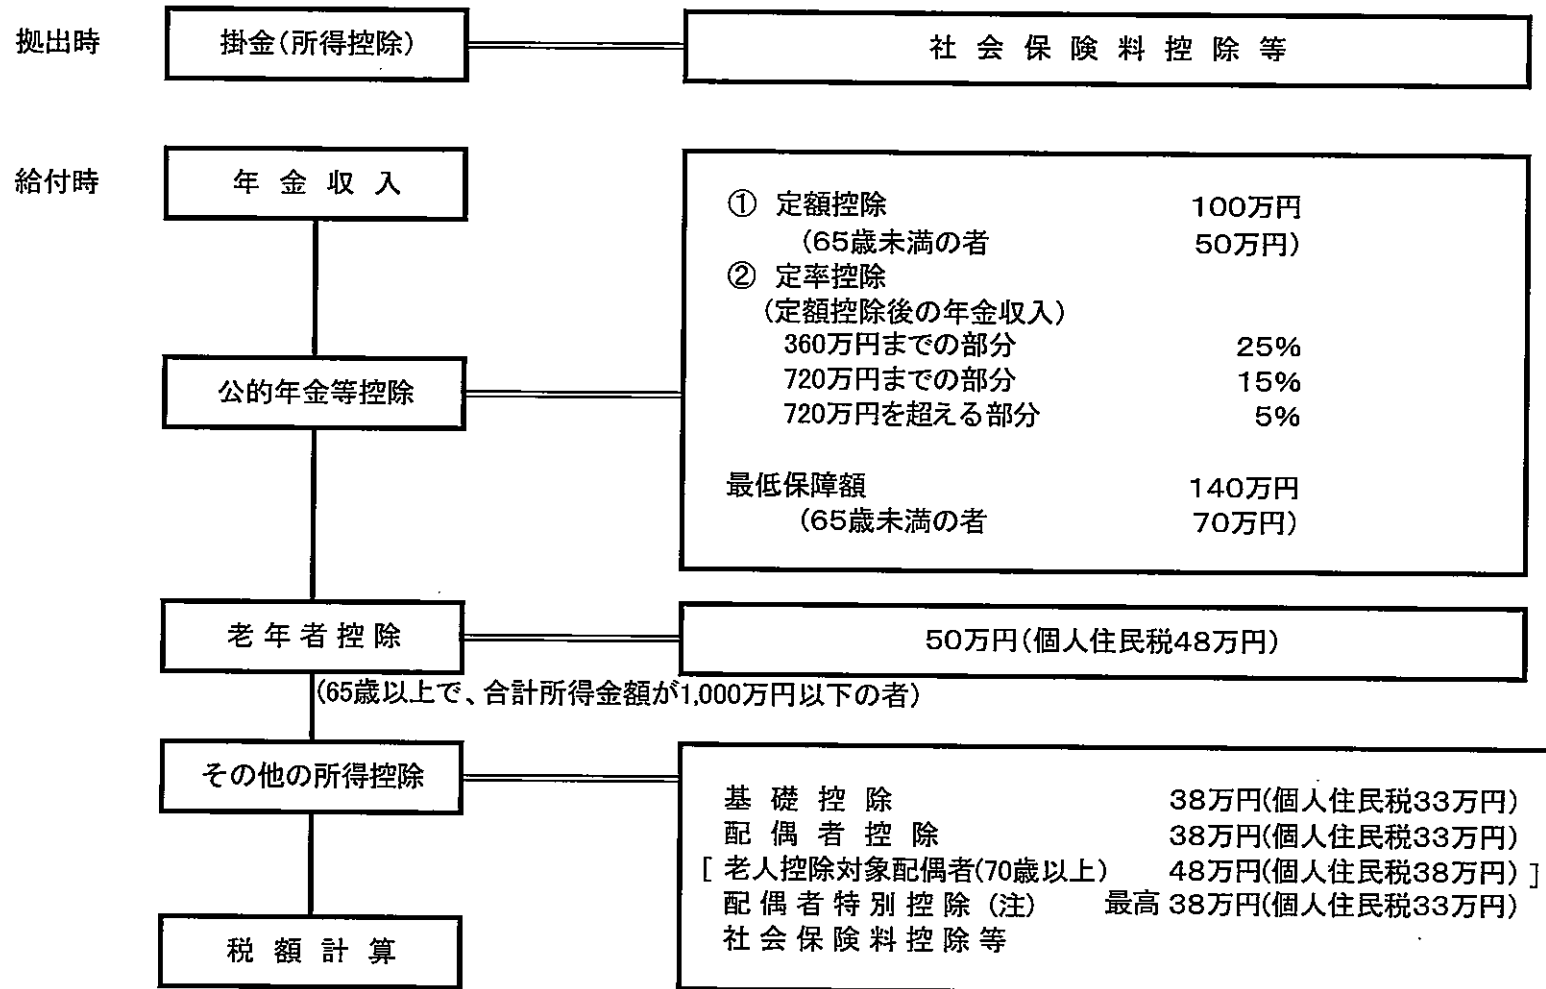 拠出時 掛金(所得控除) 社会保険料控除等
給付時 年金収入
① 定額控除 100万円
(65歳未満の者 50万円)
② 定率控除
(定額控除後の年金収入)
360万円までの部分 25%
720万円までの部分 15%
720万円を超える部分 5%
最低保障額 140万円
(65歳未満の者 70万円)
公的年金等控除
老年者控除 50万円(個人住民税48万円)
(65歳以上で、合計所得金額が1,000万円以下の者)
その他の所得控除
基礎控除 38万円(個人住民税33万円)
配偶者控除 38万円(個人住民税33万円)
[ 老人控除対象配偶者(70歳以上) 48万円(個人住民税38万円) ]
配偶者特別控除 (注) 最高 38万円(個人住民税33万円)
社会保険料控除等
税額計算